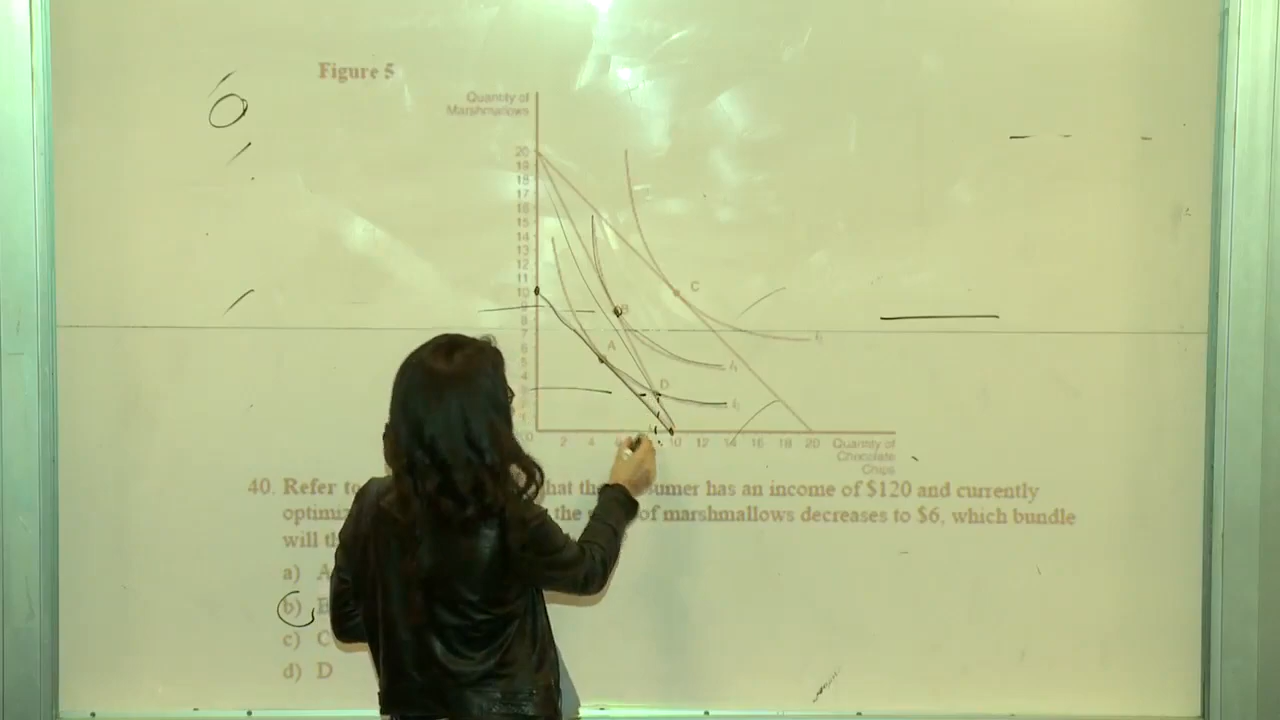 Figure 5
Quantity of
Marshmallows
20
19
18
17
16
15
14
13
12
11
10
9
8
7
6
5
4
C
B
A
D
0 2 4 6 10 12 14 16 18 20
Quantity of
Chocolate
Chips
40. Refer to hat the sumer has an income of $120 and currently
optimiz the of marshmallows decreases to $6, which bundle
will th
a) A
b) B
c) C
d) D